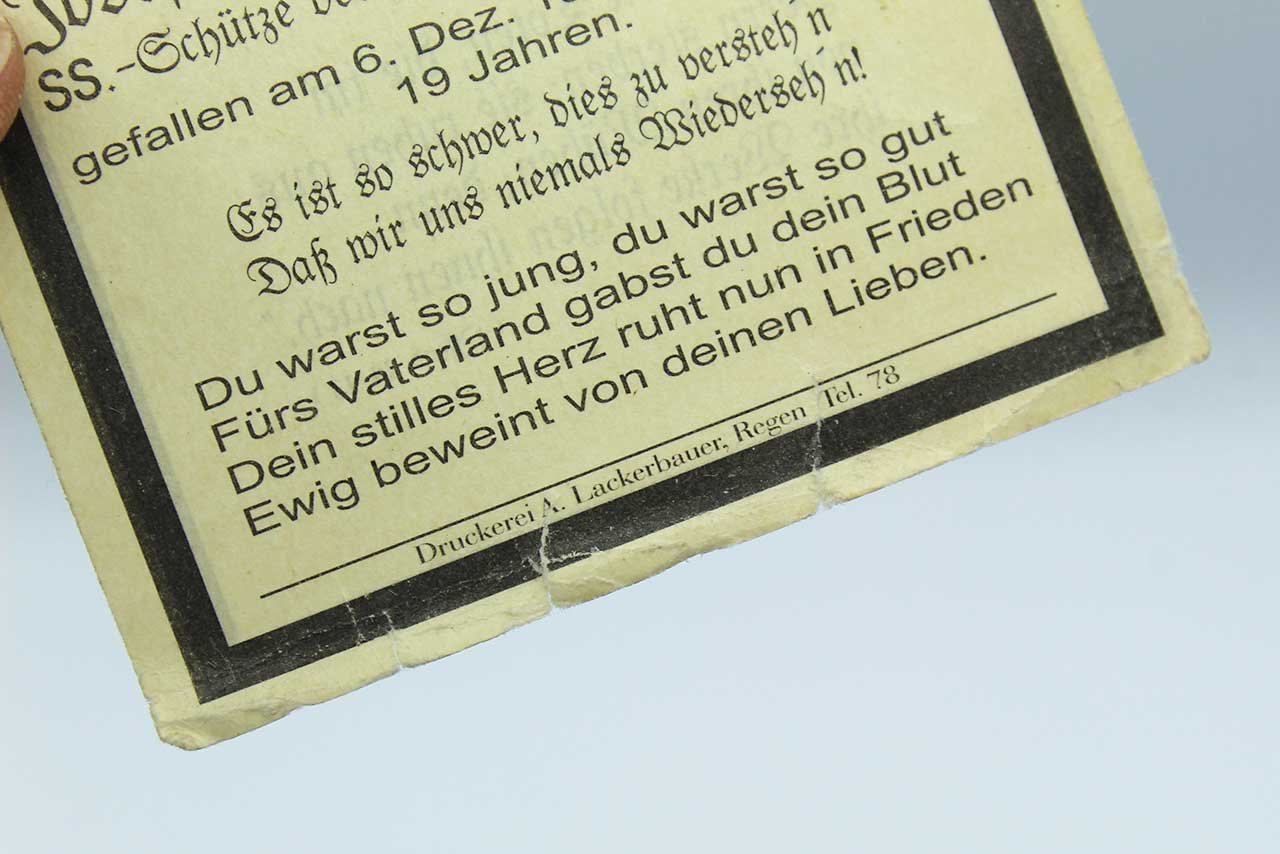 SS.-Schütze
gefallen am 6. Dez.
19 Jahren.
Es ist so schwer, dies zu versteh'n
Daß wir uns niemals Wiederseh'n!
Du warst so jung, du warst so gut
Fürs Vaterland gabst du dein Blut
Dein stilles Herz ruht nun in Frieden
Ewig beweint von deinen Lieben.
Druckerei A. Lackerbauer, Regen Tel. 78